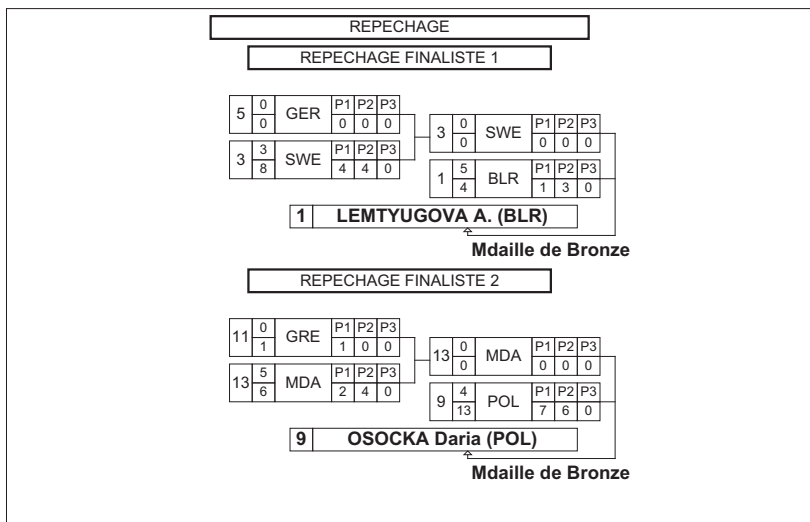 REPECHAGE
REPECHAGE FINALISTE 1
5 0 0 GER P1 P2 P3 0 0 0
3 3 8 SWE P1 P2 P3 4 4 0
3 0 0 SWE P1 P2 P3 0 0 0
1 5 4 BLR P1 P2 P3 1 3 0
1 LEMTYUGOVA A. (BLR)
Mdaille de Bronze
REPECHAGE FINALISTE 2
11 0 1 GRE P1 P2 P3 1 0 0
13 5 6 MDA P1 P2 P3 2 4 0
13 0 0 MDA P1 P2 P3 0 0 0
9 4 13 POL P1 P2 P3 7 6 0
9 OSOCKA Daria (POL)
Mdaille de Bronze